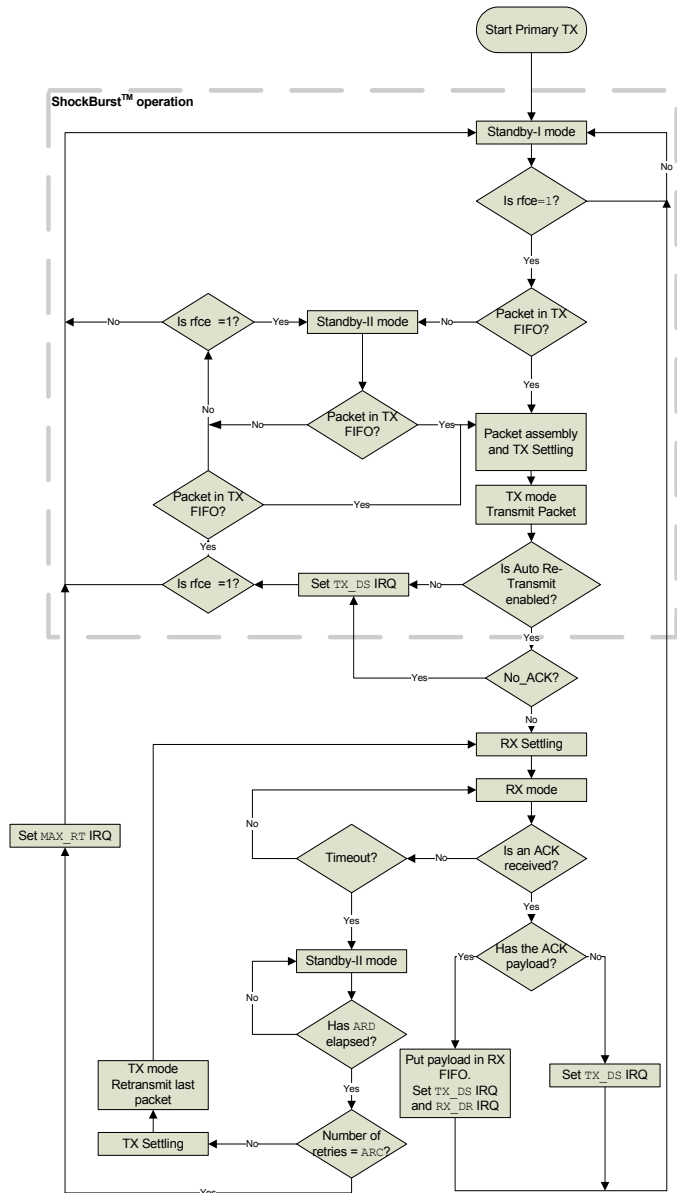 Start Primary TX
ShockBurst™ operation
Standby-I mode
No
Is rfce=1?
Yes
Is rfce =1?
No
Yes
Standby-II mode
No
Packet in TX
FIFO?
Yes
No
Packet in TX
FIFO?
No
Yes
Packet assembly
and TX Settling
Packet in TX
FIFO?
Yes
TX mode
Transmit Packet
Yes
Is rfce =1?
Set TX_DS IRQ
No
Is Auto Re-
Transmit
enabled?
Yes
Yes
No_ACK?
No
RX Settling
RX mode
No
Set MAX_RT IRQ
Timeout?
No
Is an ACK
received?
Yes
Yes
Standby-II mode
Yes
Has the ACK
payload?
No
No
Has ARD
elapsed?
Yes
TX mode
Retransmit last
packet
Put payload in RX
FIFO.
Set TX_DS IRQ
and RX_DR IRQ
Set TX_DS IRQ
TX Settling
No
Number of
retries = ARC?
Yes